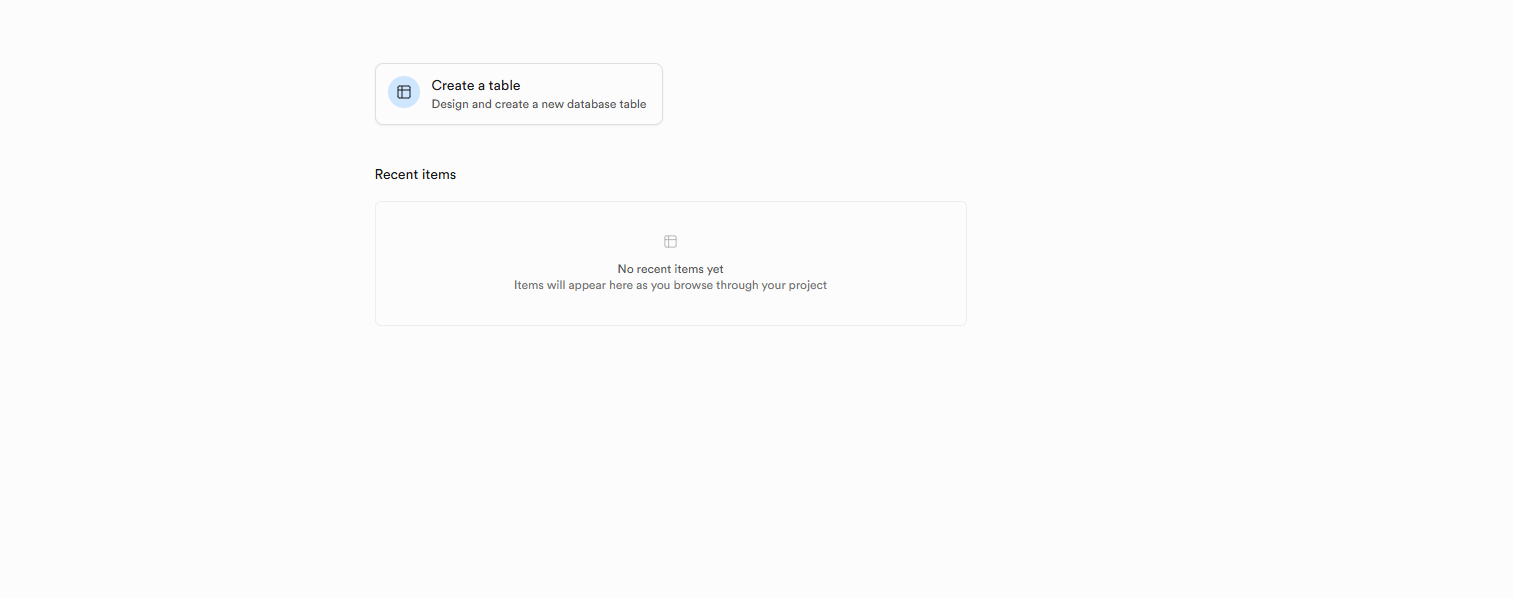 Create a table
Design and create a new database table
Recent items
No recent items yet
Items will appear here as you browse through your project